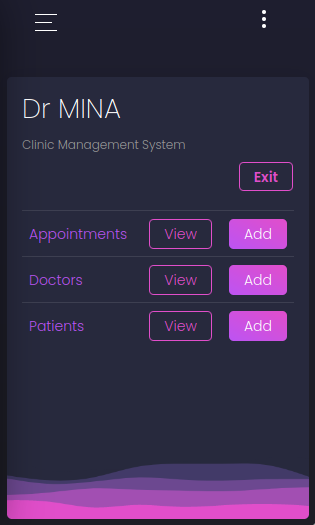 Dr MINA
Clinic Management System
Exit
Appointments View Add
Doctors View Add
Patients View Add